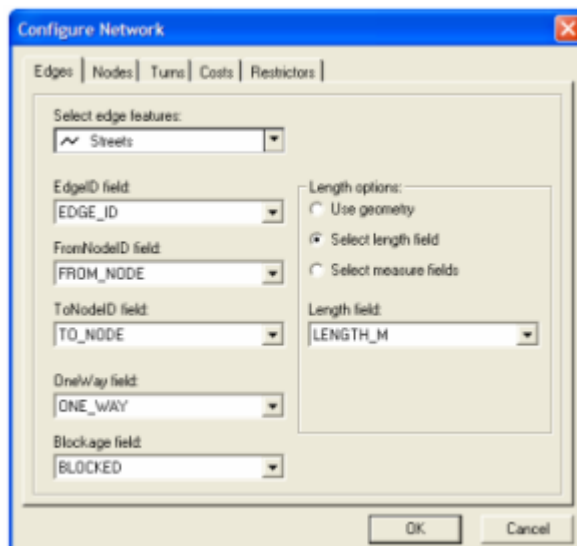 Configure Network
Edges Nodes Turns Costs Restrictors
Select edge features:
Streets
EdgeID field:
EDGE_ID
FromNodeID field:
FROM_NODE
ToNodeID field:
TO_NODE
OneWay field:
ONE_WAY
Blockage field:
BLOCKED
Length options:
Use geometry
Select length field
Select measure fields
Length field:
LENGTH_M
OK Cancel